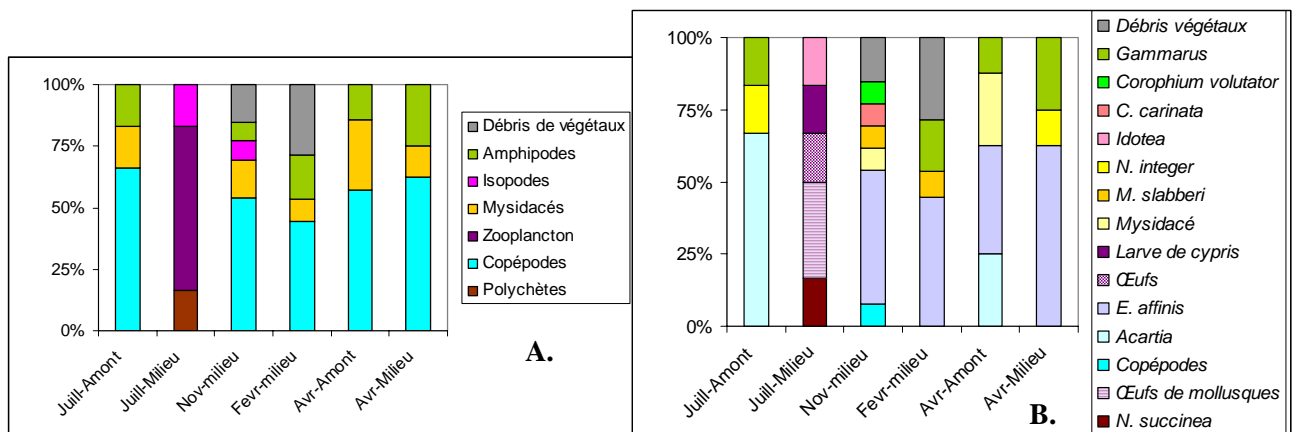 100%
75%
50%
25%
0%
Juill-Amont
Juill-Milieu
Nov-milieu
Fevr-milieu
Avr-Amont
Avr-Milieu
Débris de végétaux
Amphipodes
Isopodes
Mysidacés
Zooplancton
Copépodes
Polychètes
A.
100%
75%
50%
25%
0%
Juill-Amont
Juill-Milieu
Nov-milieu
Fevr-milieu
Avr-Amont
Avr-Milieu
B.
Débris végétaux
Gammarus
Corophium volutator
C. carinata
Idotea
N. integer
M. slabberi
Mysidacé
Larve de cypris
Œufs
E. affinis
Acartia
Copépodes
Œufs de mollusques
N. succinea